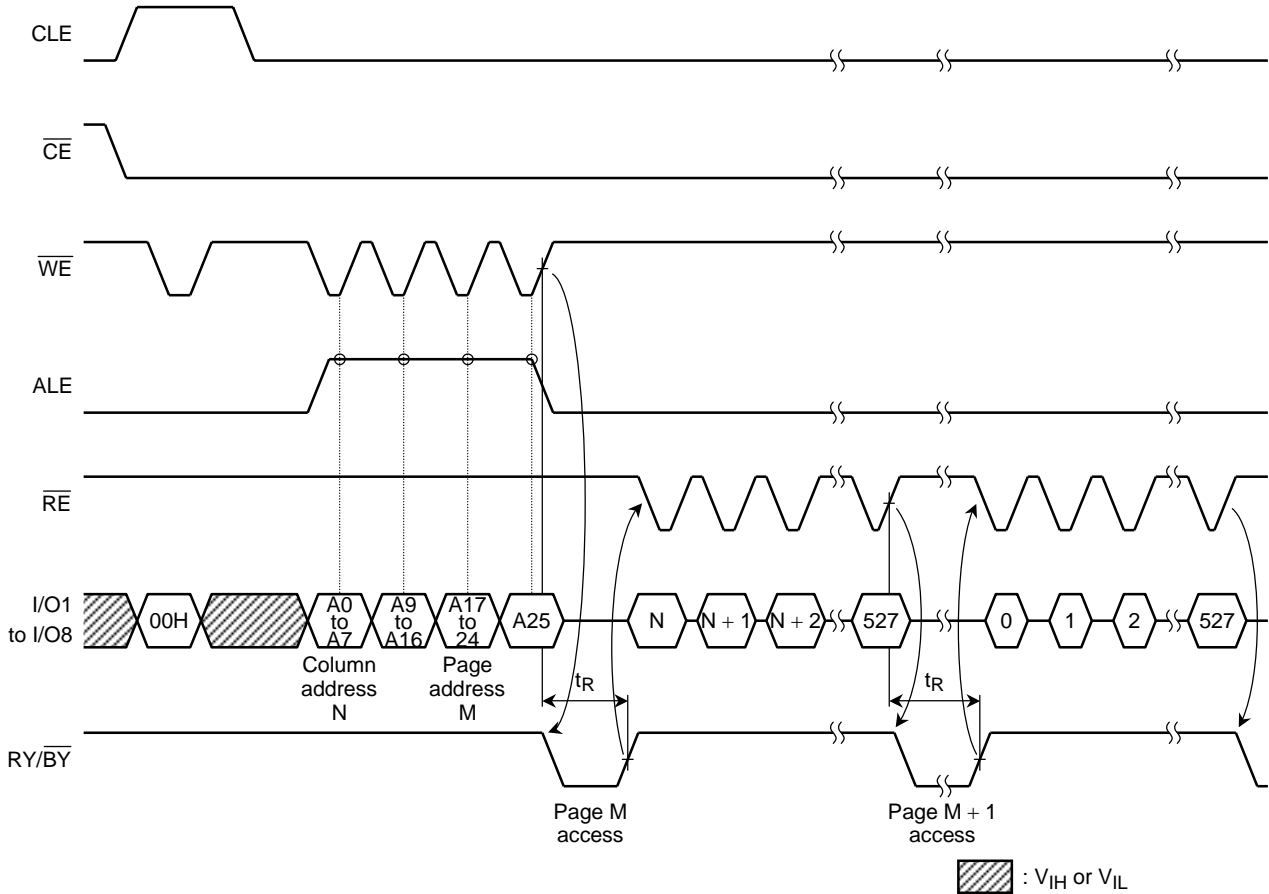 CLE
CE
WE
ALE
RE
I/O1
to I/O8
00H
A0
to
A7
A9
to
A16
A17
to
24
A25
N
N + 1
N + 2
527
0
1
2
527
Column
address
N
Page
address
M
tR
tR
RY/BY
Page M
access
Page M + 1
access
: VIH or VIL